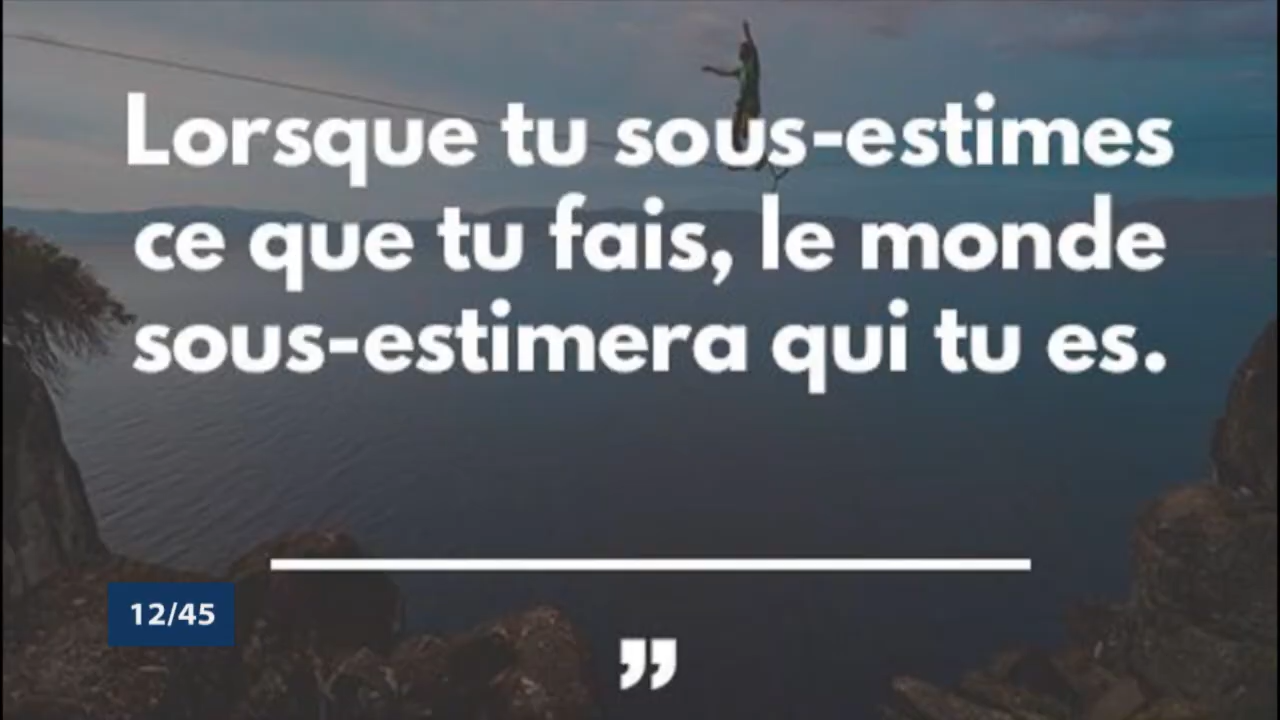 Lorsque tu sous-estimes
ce que tu fais, le monde
sous-estimera qui tu es.
12/45
”